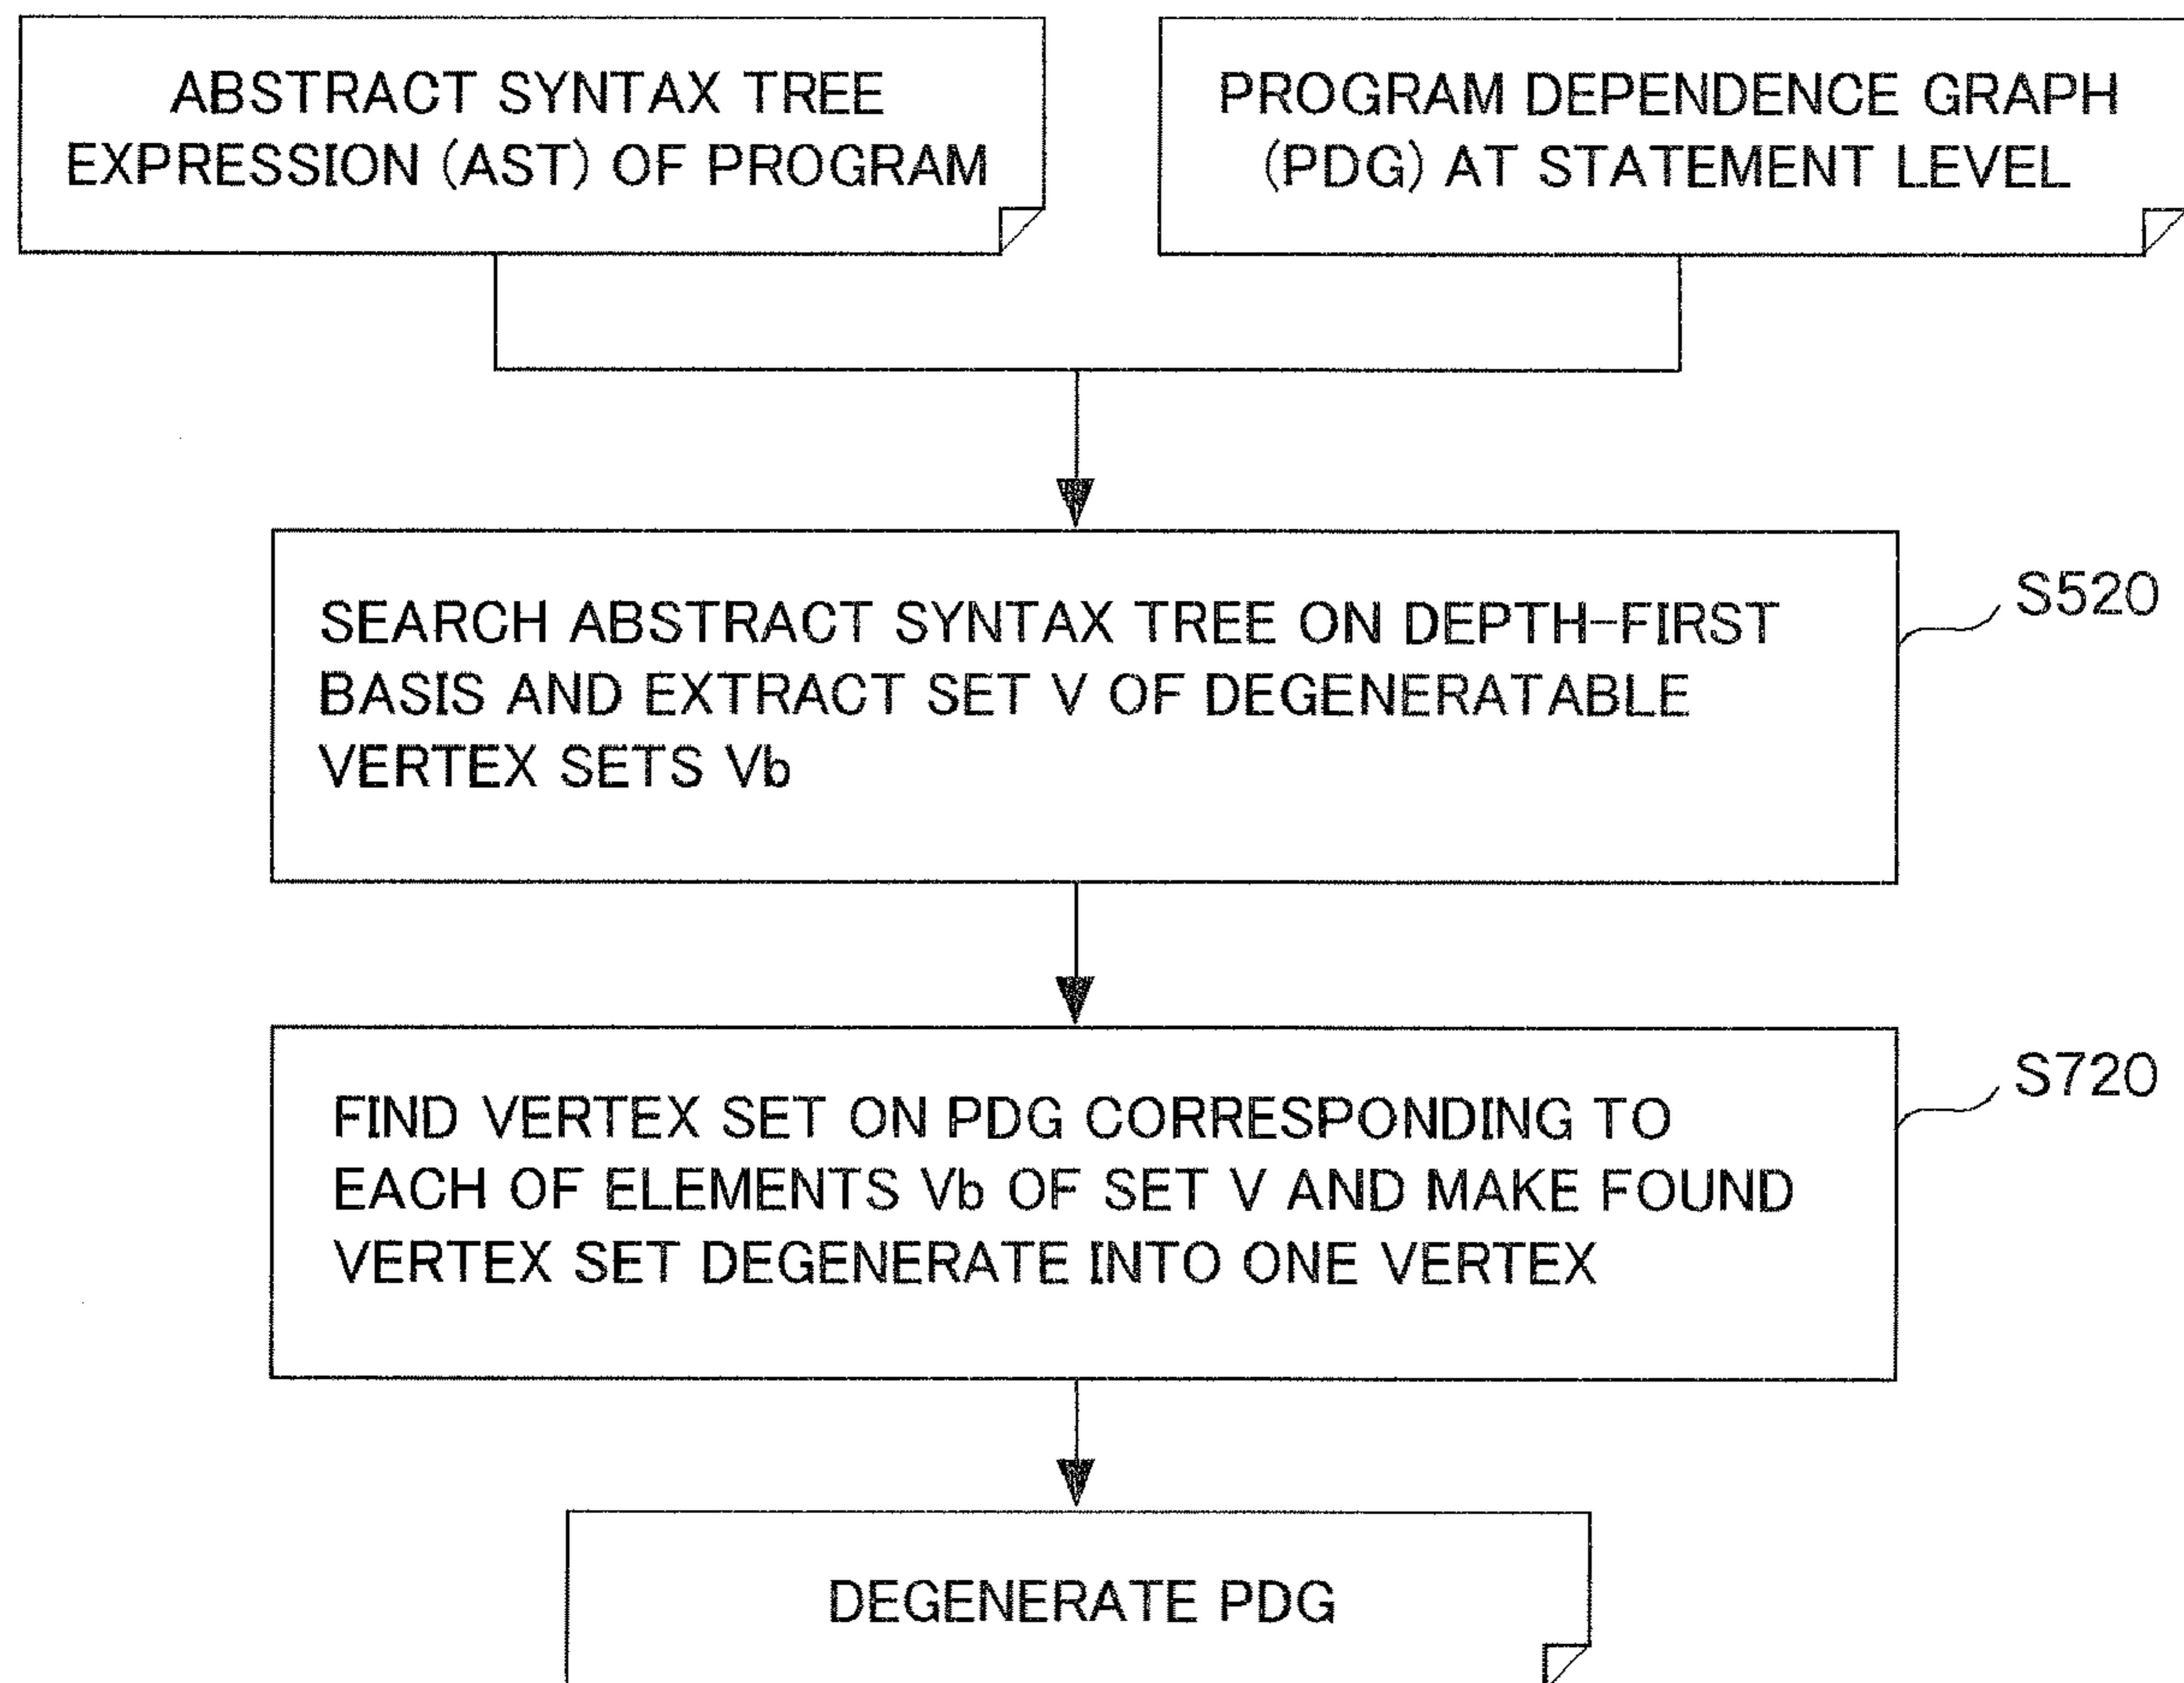 ABSTRACT SYNTAX TREE
EXPRESSION (AST) OF PROGRAM
PROGRAM DEPENDENCE GRAPH
(PDG) AT STATEMENT LEVEL
SEARCH ABSTRACT SYNTAX TREE ON DEPTH-FIRST
BASIS AND EXTRACT SET V OF DEGENERATABLE
VERTEX SETS Vb
S520
FIND VERTEX SET ON PDG CORRESPONDING TO
EACH OF ELEMENTS Vb OF SET V AND MAKE FOUND
VERTEX SET DEGENERATE INTO ONE VERTEX
S720
DEGENERATE PDG